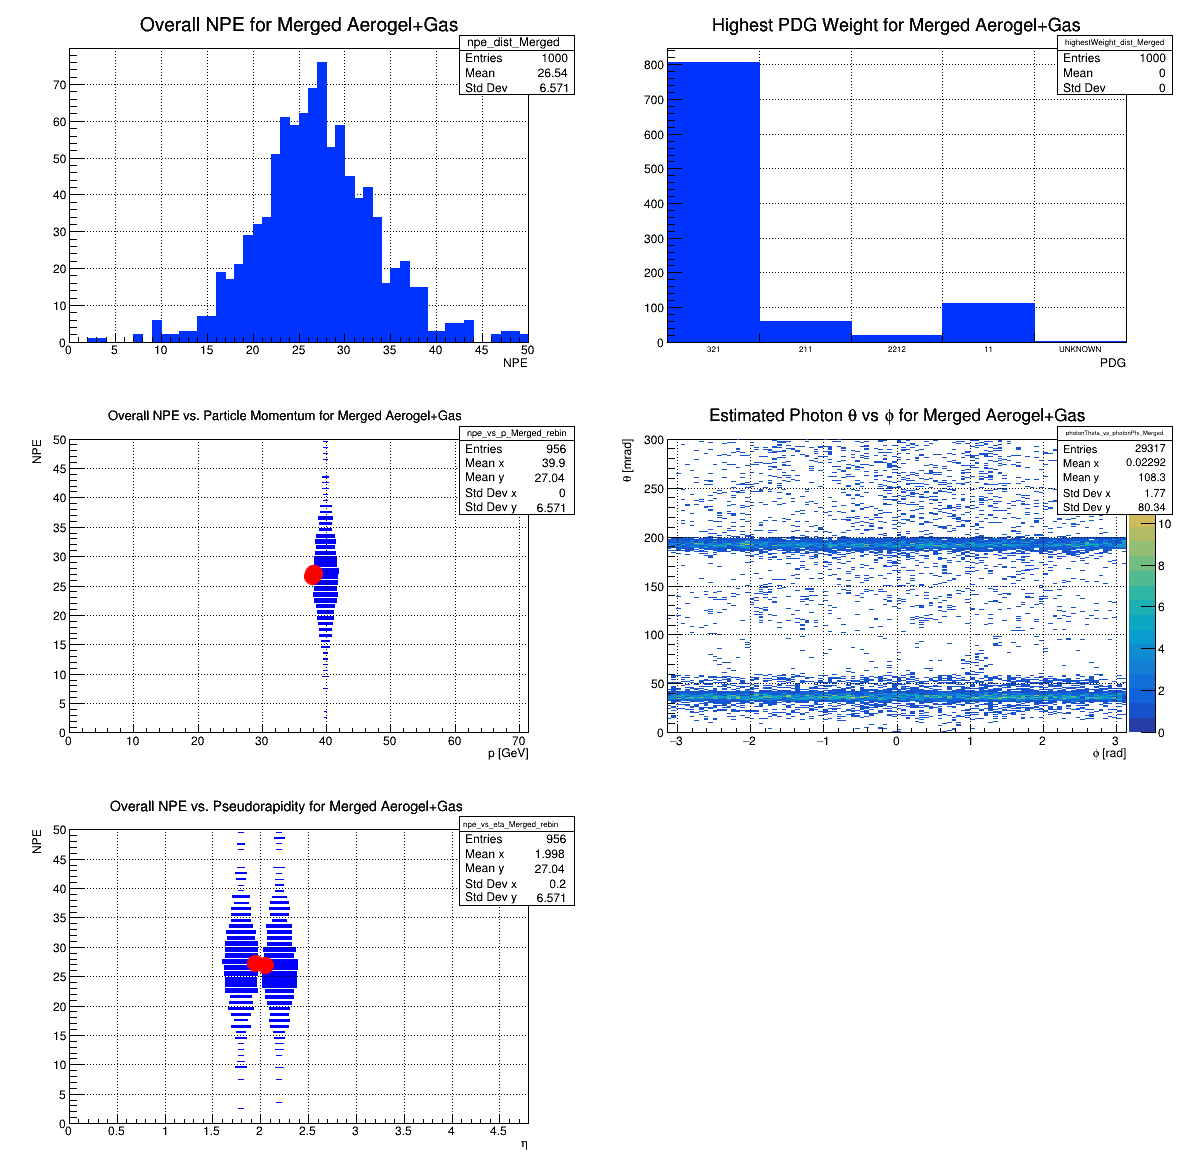 Overall NPE for Merged Aerogel+Gas
npe_dist_Merged
Entries 1000
Mean 26.54
Std Dev 6.571
70
60
50
40
30
20
10
0
0 5 10 15 20 25 30 35 40 45 50
NPE
Highest PDG Weight for Merged Aerogel+Gas
highestWeight_dist_Merged
Entries 1000
Mean 0
Std Dev 0
800
700
600
500
400
300
200
100
0
321 211 2212 11 UNKNOWN
PDG
Overall NPE vs. Particle Momentum for Merged Aerogel+Gas
NPE
npe_vs_p_Merged_rebin
Entries 956
Mean x 39.9
Mean y 27.04
Std Dev x 0
Std Dev y 6.571
50
45
40
35
30
25
20
15
10
5
0
0 10 20 30 40 50 60 70
p [GeV]
Estimated Photon θ vs ϕ for Merged Aerogel+Gas
θ [mrad]
photonTheta_vs_photonPhi_Merged
Entries 29317
Mean x 0.02292
Mean y 108.3
Std Dev x 1.77
Std Dev y 80.34
300
250
200
150
100
50
0
−3 −2 −1 0 1 2 3
ϕ [rad]
10
8
6
4
2
0
Overall NPE vs. Pseudorapidity for Merged Aerogel+Gas
NPE
npe_vs_eta_Merged_rebin
Entries 956
Mean x 1.998
Mean y 27.04
Std Dev x 0.2
Std Dev y 6.571
50
45
40
35
30
25
20
15
10
5
0
0 0.5 1 1.5 2 2.5 3 3.5 4 4.5
η